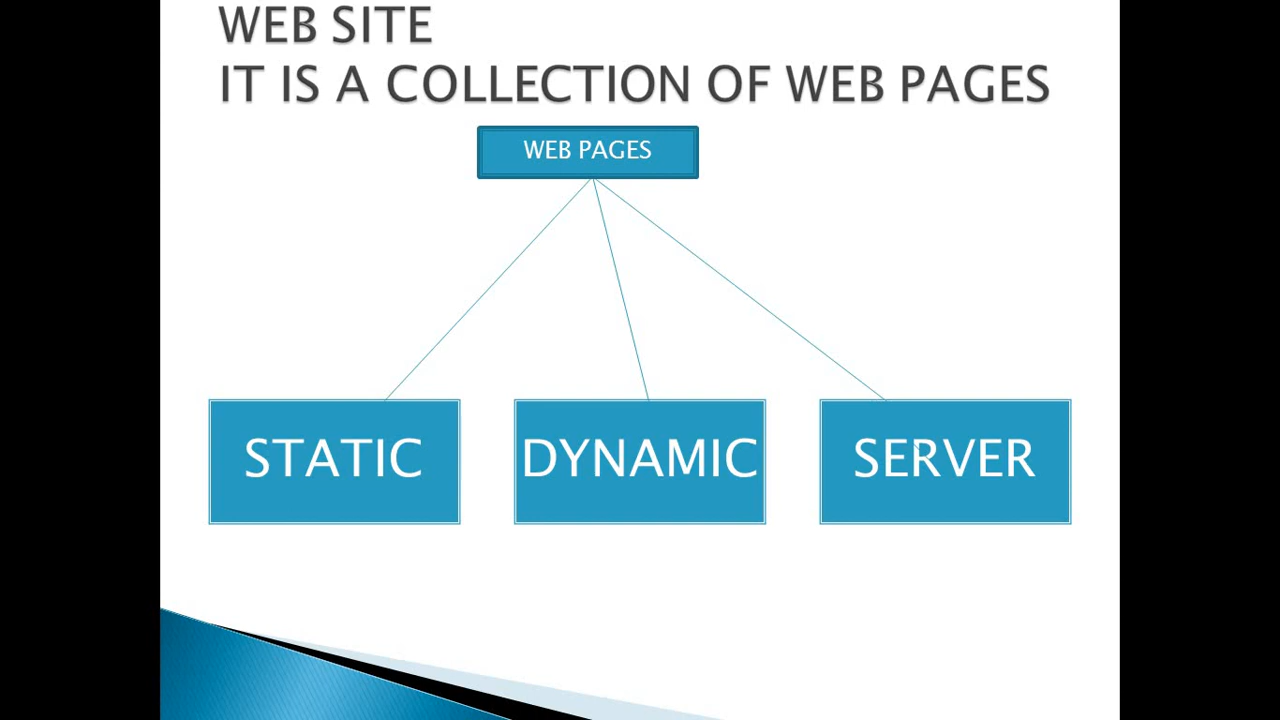 WEB SITE
IT IS A COLLECTION OF WEB PAGES
WEB PAGES
STATIC
DYNAMIC
SERVER